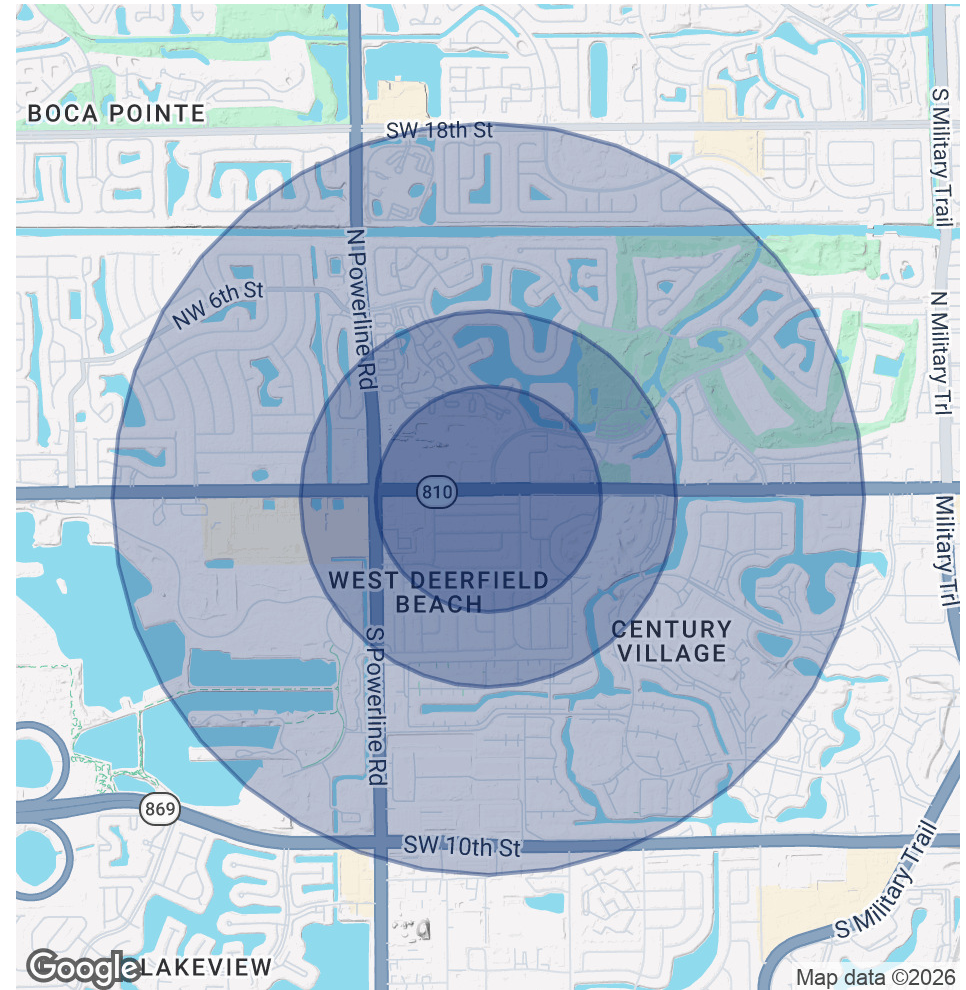 BOCA POINTE
SW 18th St
S Military Trail
N Powerline Rd
NW 6th St
N Military Trl
810
Military Trl
WEST DEERFIELD
BEACH
CENTURY
VILLAGE
S Powerline Rd
869
SW 10th St
S Military Trail
Google
LAKEVIEW
Map data ©2026